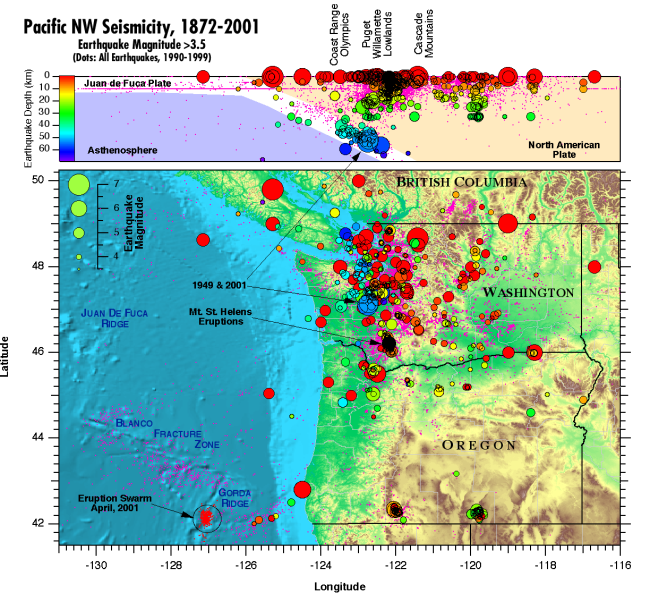 Pacific NW Seismicity, 1872-2001
Earthquake Magnitude >3.5
(Dots: All Earthquakes, 1990-1999)
Coast Range
Olympics
Puget
Willamette
Lowlands
Cascade
Mountains
Earthquake Depth (km)
0
10
20
30
40
50
60
Juan de Fuca Plate
Asthenosphere
North American
Plate
50
48
46
44
42
Latitude
7
6
5
4
Earthquake
Magnitude
BRITISH COLUMBIA
1949 & 2001
WASHINGTON
Mt. St. Helens
Eruptions
JUAN DE FUCA
RIDGE
BLANCO
FRACTURE
ZONE
OREGON
GORDA
RIDGE
Eruption Swarm
April, 2001
-130
-128
-126
-124
-122
-120
-118
-116
Longitude